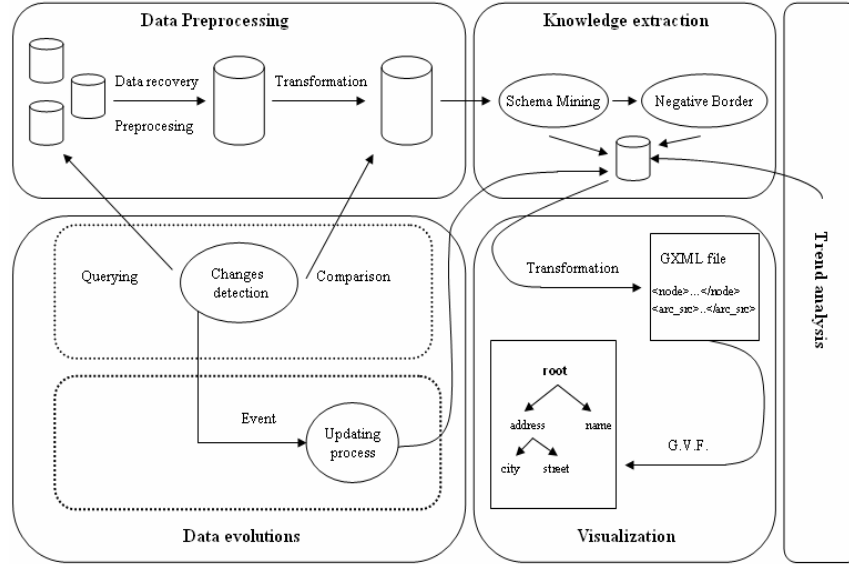 Data Preprocessing
Data recovery
Preprocesing
Transformation
Knowledge extraction
Schema Mining
Negative Border
Querying
Changes
detection
Comparison
Event
Updating
process
Data evolutions
Transformation
GXML file
<node>...</node>
<arc_src>..</arc_src>
root
address
name
city
street
G.V.F.
Visualization
Trend analysis